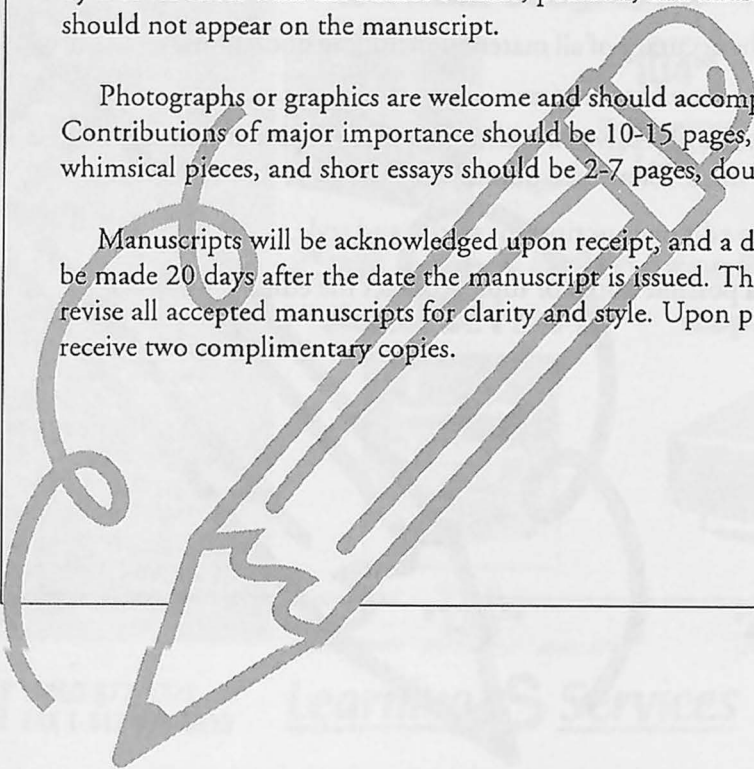 should not appear on the manuscript.
Photographs or graphics are welcome and should accomp
Contributions of major importance should be 10-15 pages,
whimsical pieces, and short essays should be 2-7 pages, dou
Manuscripts will be acknowledged upon receipt, and a d
be made 20 days after the date the manuscript is issued. Th
revise all accepted manuscripts for clarity and style. Upon p
receive two complimentary copies.
Learning Services